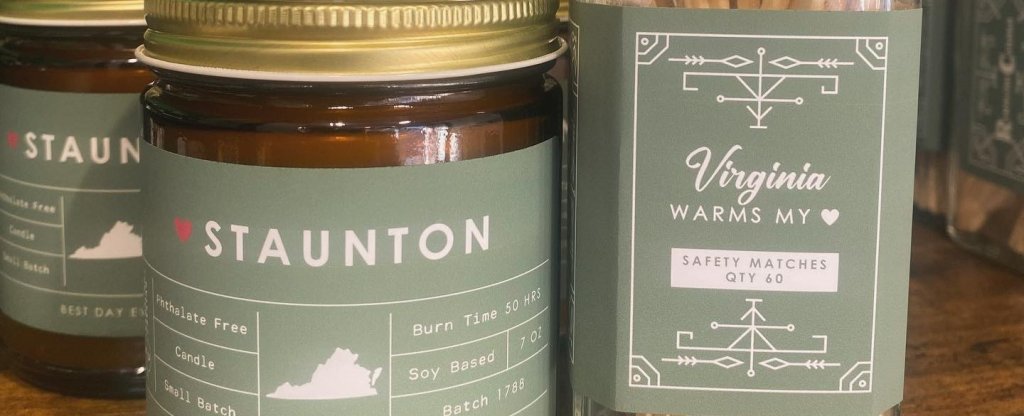 STAUN
Phthalate Free
Candle
Small Batch
BEST DAY E
STAUNTON
Phthalate Free
Candle
Small Batch
Burn Time 50 HRS
Soy Based
7 OZ
Batch 1788
Virginia
WARMS MY
SAFETY MATCHES
QTY 60